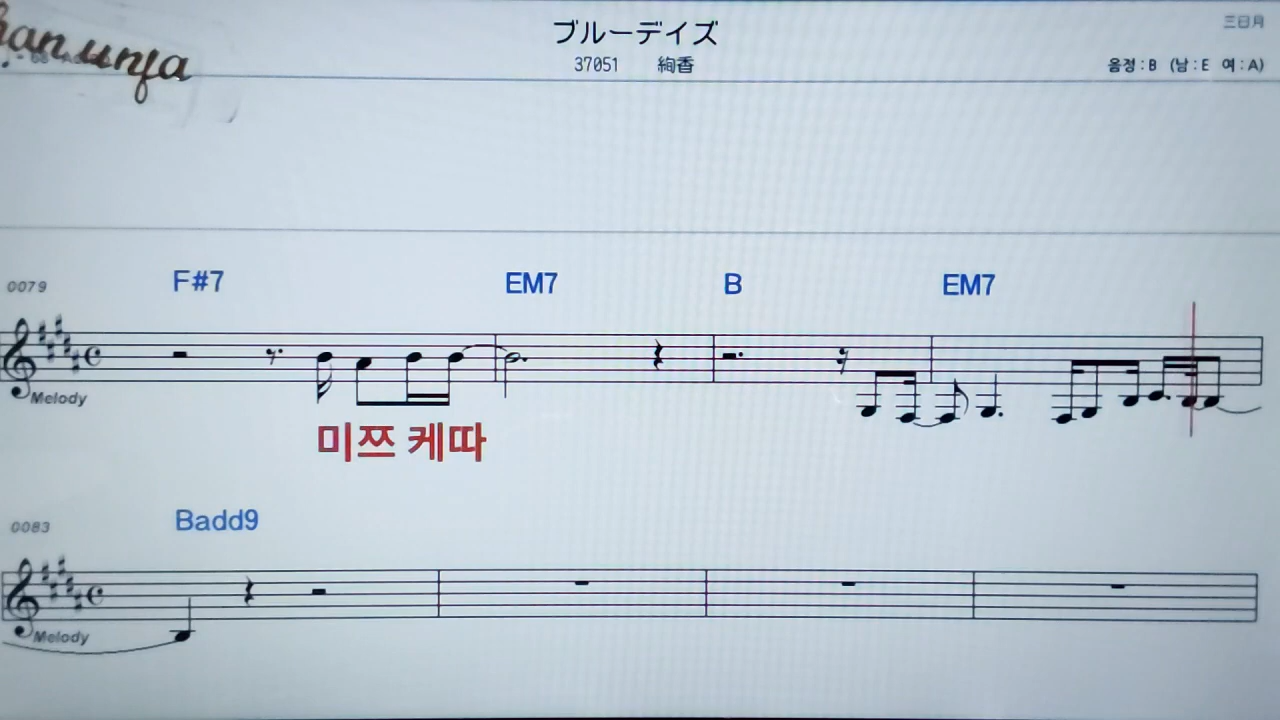 ブルーデイズ
三日月
37051 絢香
음정:B (남:E 여:A)
0079 F#7 EM7 B EM7
Melody
미쯔 케따
0083 Badd9
Melody